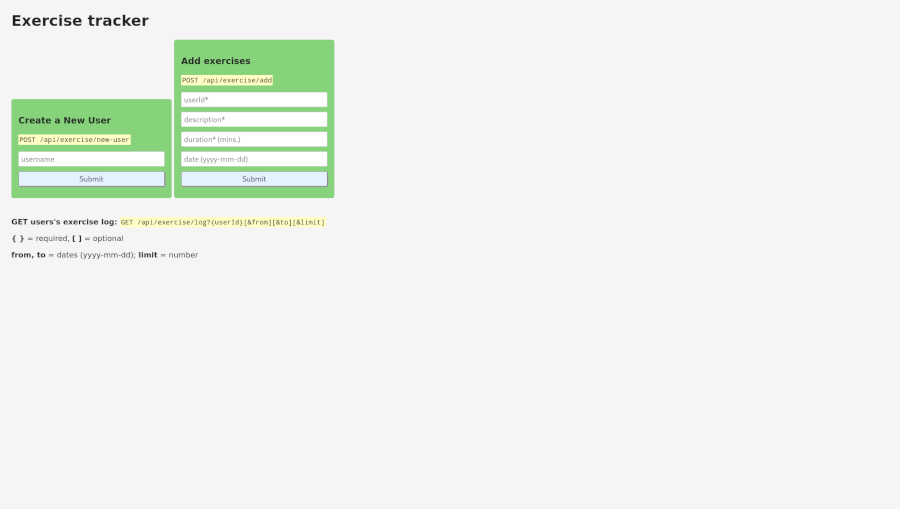 Exercise tracker
Create a New User
POST /api/exercise/new-user
username
Submit
Add exercises
POST /api/exercise/add
userId*
description*
duration* (mins.)
date (yyyy-mm-dd)
Submit
GET users's exercise log: GET /api/exercise/log?{userId}[&from][&to][&limit]
{ } = required, [ ] = optional
from, to = dates (yyyy-mm-dd); limit = number